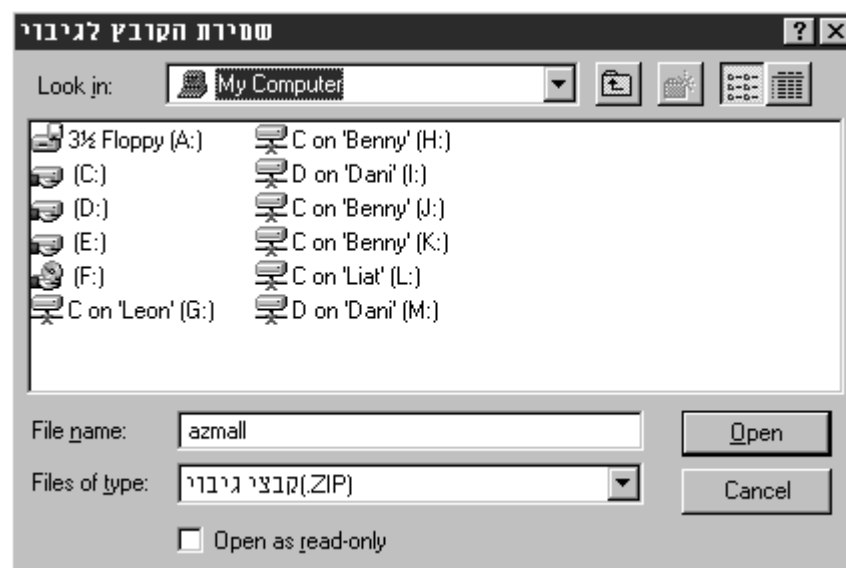 שמירת הקובץ לגיבוי
Look in: My Computer
3½ Floppy (A:)
(C:)
(D:)
(E:)
(F:)
C on 'Leon' (G:)
C on 'Benny' (H:)
D on 'Dani' (I:)
C on 'Benny' (J:)
C on 'Benny' (K:)
C on 'Liat' (L:)
D on 'Dani' (M:)
File name: azmall
Open
Files of type: קבצי גיבוי(.ZIP)
Cancel
Open as read-only